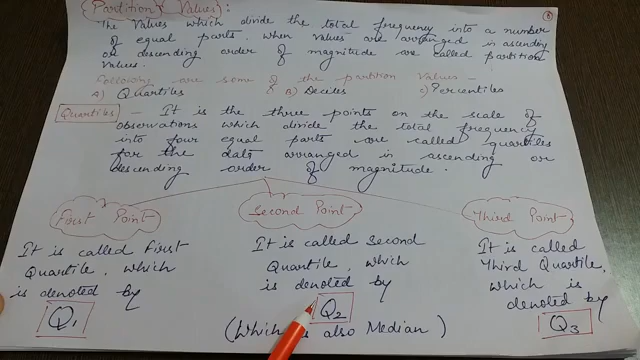 Partition Values :
The Values which divide the total frequency into a number
of equal parts. When values are arranged in ascending
or descending order of magnitude are called partition
values.
Following are some of the partition values -
A) Quartiles B) Deciles c) Percentiles
Quartiles - It is the three points on the scale of
observations which divide the total frequency
into four equal parts are called quartiles
for the data arranged in ascending or
descending order of magnitude.
First Point
It is called First
Quartile, which
is denoted by
Q1
Second Point
It is called Second
Quartile, which
is denoted by
Q2
(Which is also Median)
Third Point
It is called
Third Quartile,
which is
denoted by
Q3